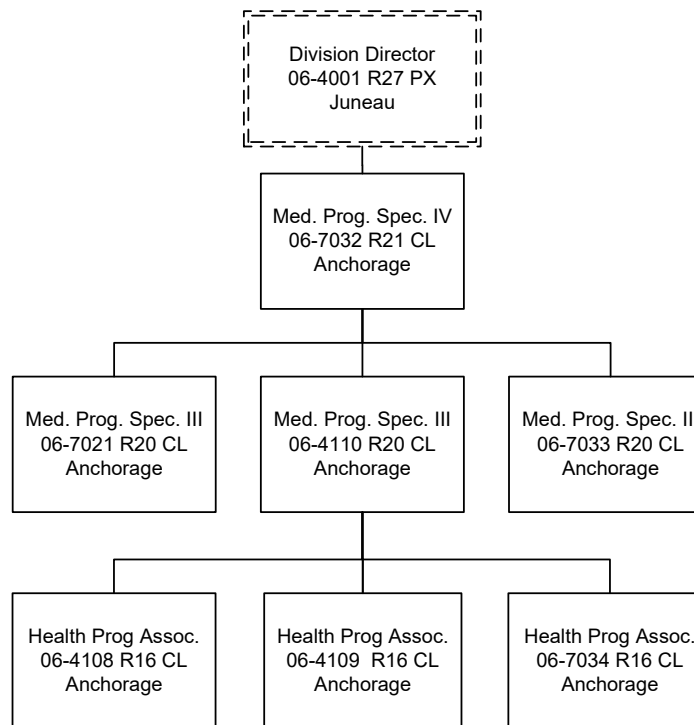 Division Director
06-4001 R27 PX
Juneau
Med. Prog. Spec. IV
06-7032 R21 CL
Anchorage
Med. Prog. Spec. III
06-7021 R20 CL
Anchorage
Med. Prog. Spec. III
06-4110 R20 CL
Anchorage
Med. Prog. Spec. II
06-7033 R20 CL
Anchorage
Health Prog Assoc.
06-4108 R16 CL
Anchorage
Health Prog Assoc.
06-4109  R16 CL
Anchorage
Health Prog Assoc.
06-7034 R16 CL
Anchorage